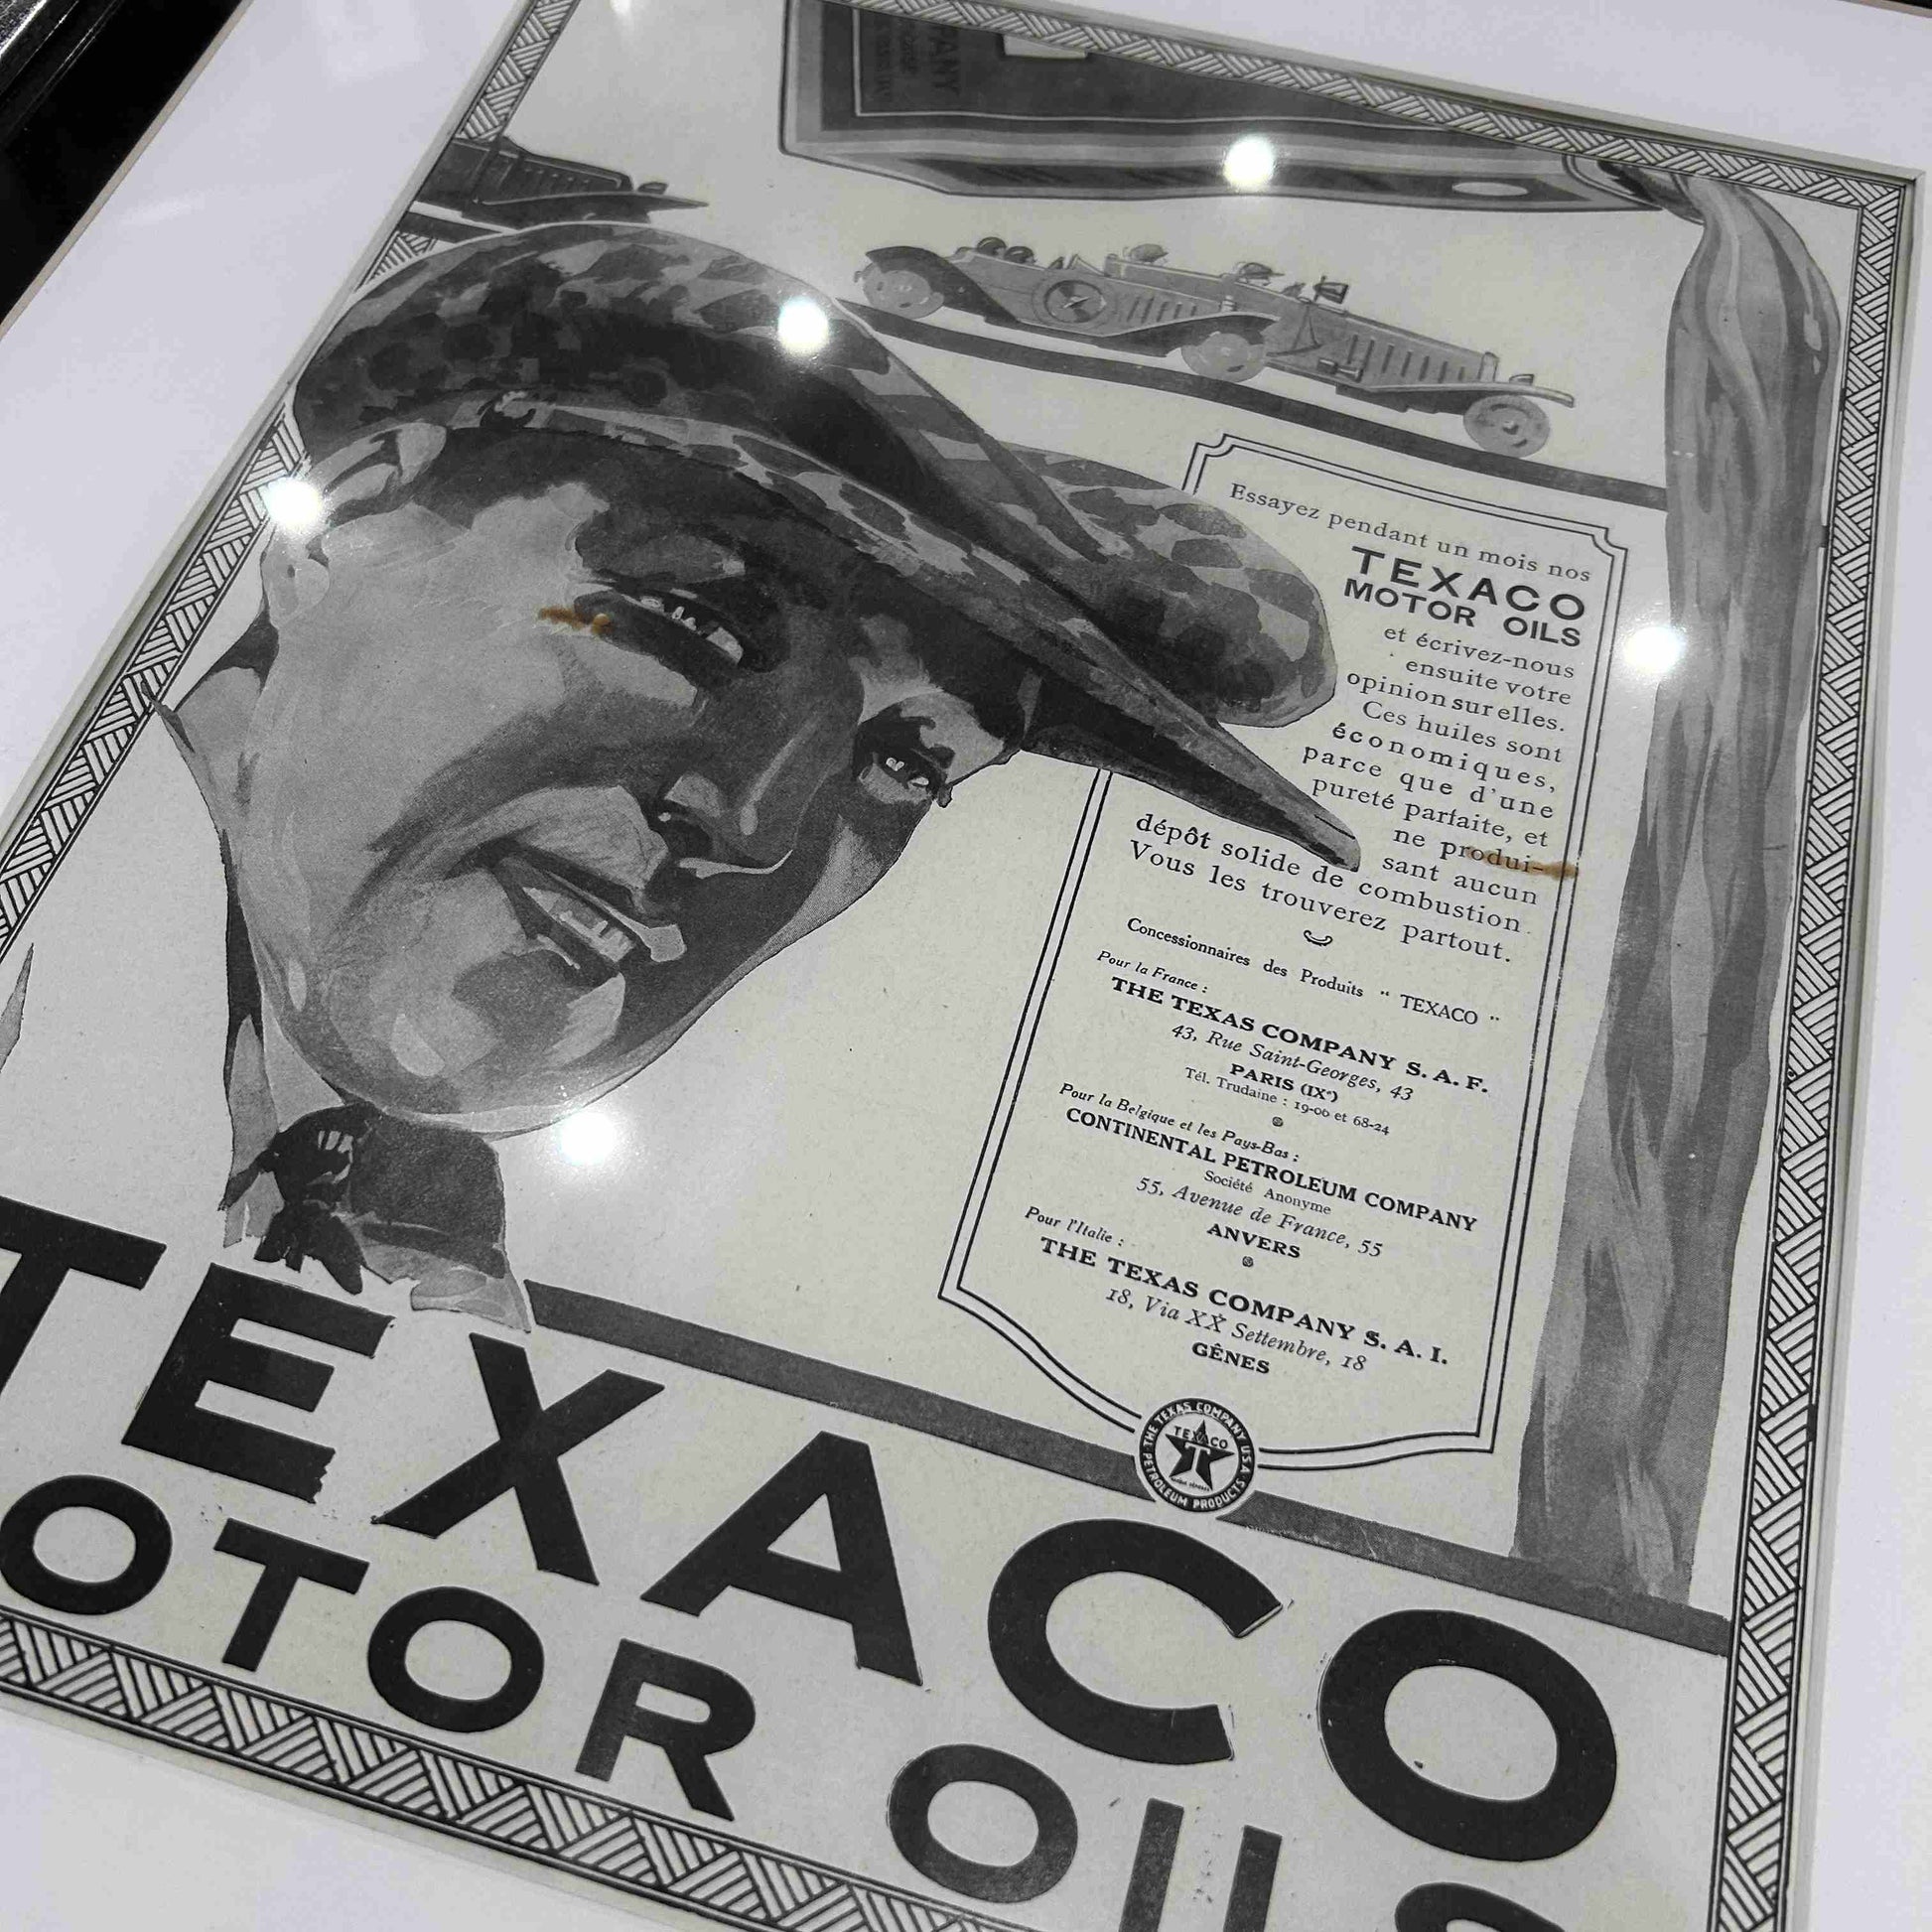 PANY
Essayez pendant un mois nos
TEXACO
MOTOR OILS
et écrivez-nous
ensuite votre
opinion sur elles.
Ces huiles sont
économiques,
parce que d'une
pureté parfaite, et
ne produi-
sant aucun
dépôt solide de combustion.
Vous les trouverez partout.
Concessionnaires des Produits " TEXACO "
Pour la France :
THE TEXAS COMPANY S. A. F.
43, Rue Saint-Georges, 43
PARIS (IXᵉ)
Tél. Trudaine : 19-00 et 68-24
Pour la Belgique et les Pays-Bas :
CONTINENTAL PETROLEUM COMPANY
Société Anonyme
55, Avenue de France, 55
ANVERS
Pour l'Italie :
THE TEXAS COMPANY S. A. I.
18, Via XX Settembre, 18
GÊNES
THE TEXAS COMPANY U.S.A.
TEXACO
T
PETROLEUM PRODUCTS
TEXACO
OTOR OILS